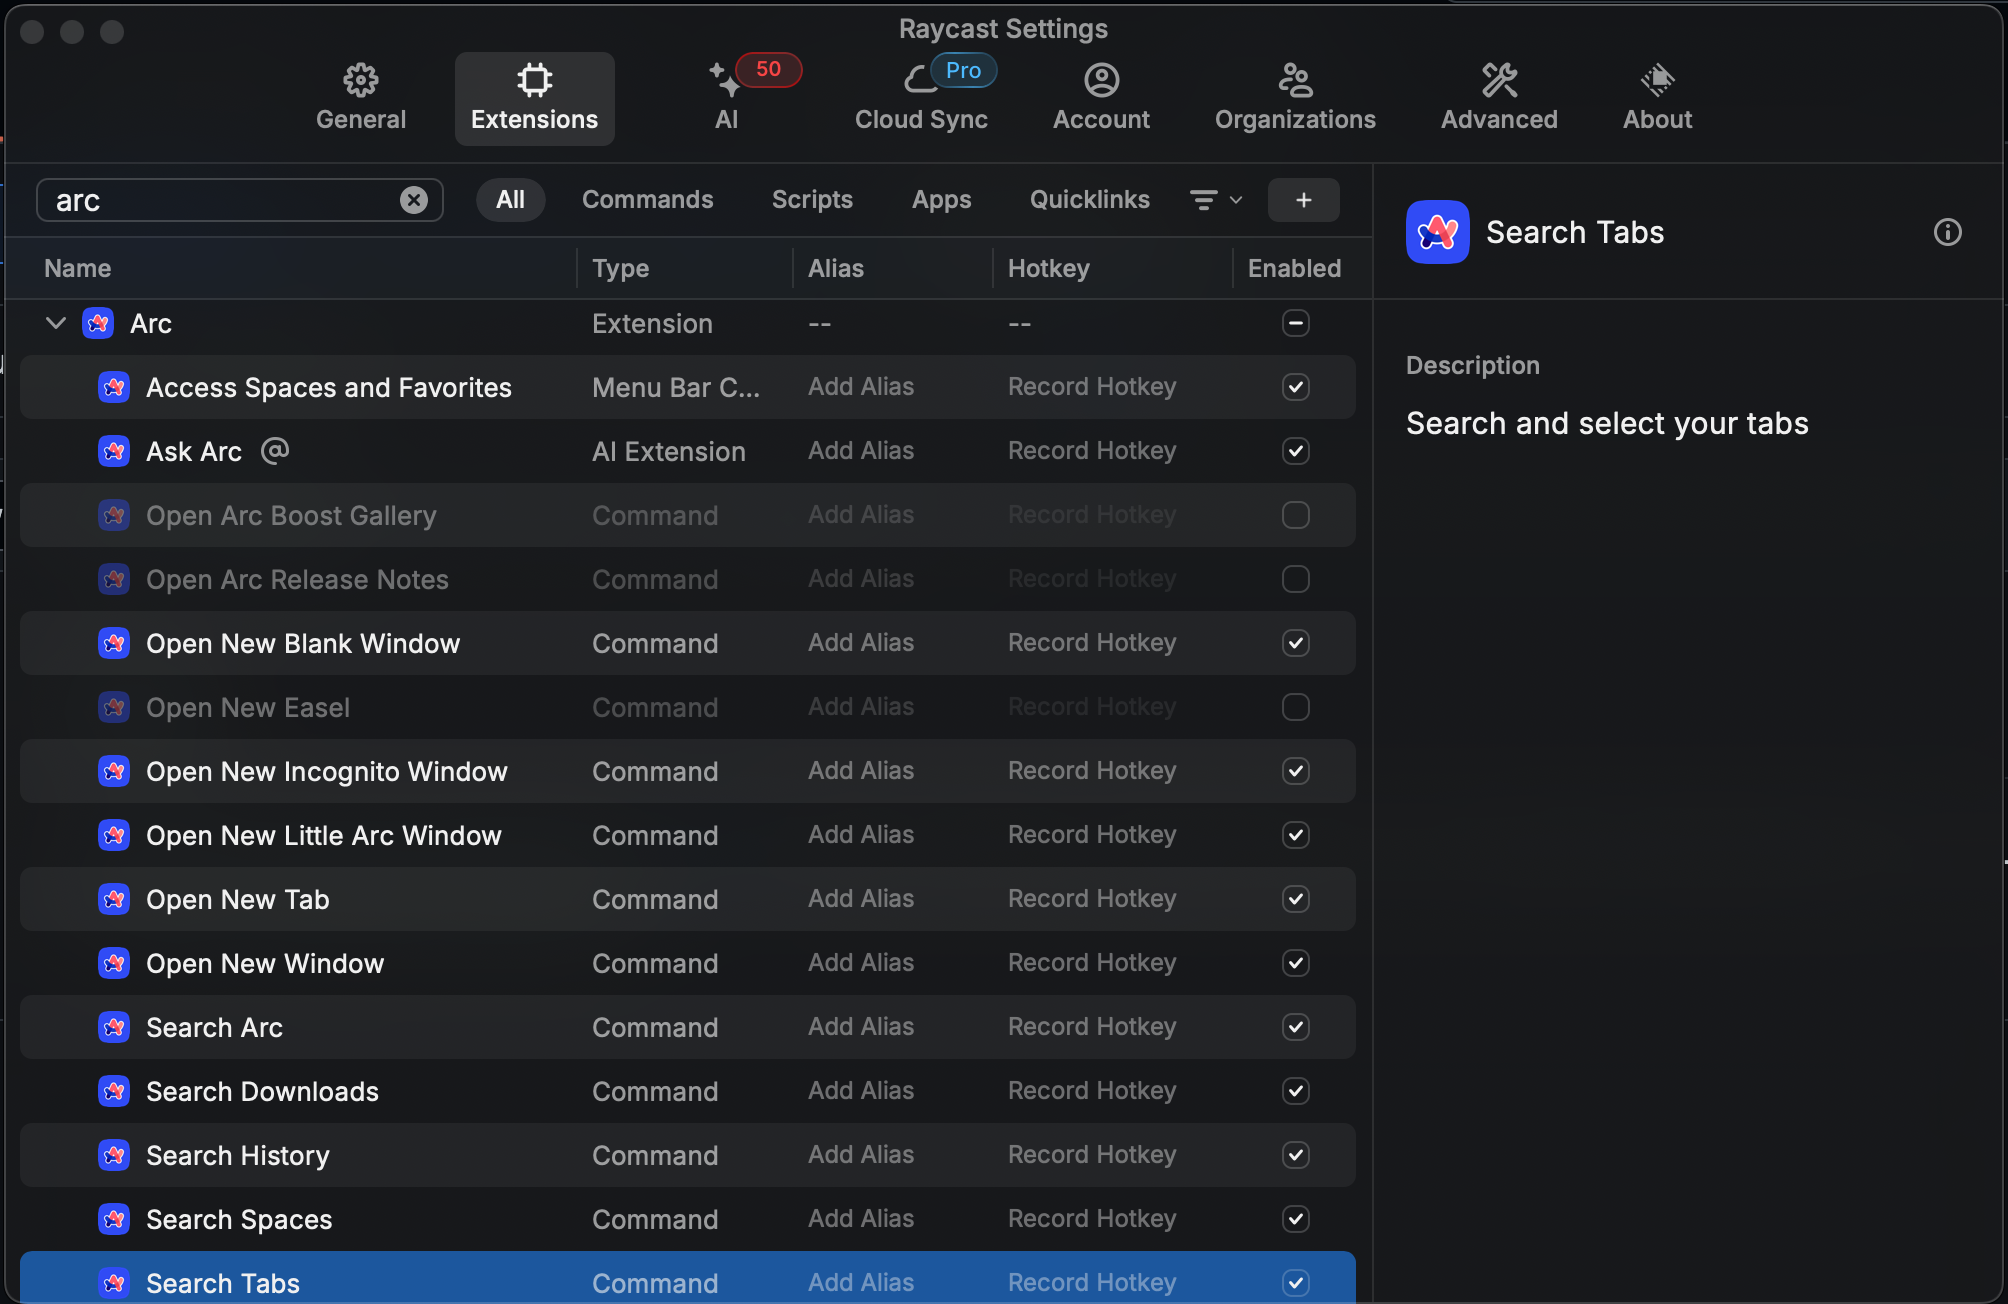 Raycast Settings
General
Extensions
50
AI
Pro
Cloud Sync
Account
Organizations
Advanced
About
arc
All Commands Scripts Apps Quicklinks +
Name Type Alias Hotkey Enabled
Arc Extension -- --
Access Spaces and Favorites Menu Bar C... Add Alias Record Hotkey
Ask Arc @ AI Extension Add Alias Record Hotkey
Open Arc Boost Gallery Command Add Alias Record Hotkey
Open Arc Release Notes Command Add Alias Record Hotkey
Open New Blank Window Command Add Alias Record Hotkey
Open New Easel Command Add Alias Record Hotkey
Open New Incognito Window Command Add Alias Record Hotkey
Open New Little Arc Window Command Add Alias Record Hotkey
Open New Tab Command Add Alias Record Hotkey
Open New Window Command Add Alias Record Hotkey
Search Arc Command Add Alias Record Hotkey
Search Downloads Command Add Alias Record Hotkey
Search History Command Add Alias Record Hotkey
Search Spaces Command Add Alias Record Hotkey
Search Tabs Command Add Alias Record Hotkey
Search Tabs
Description
Search and select your tabs